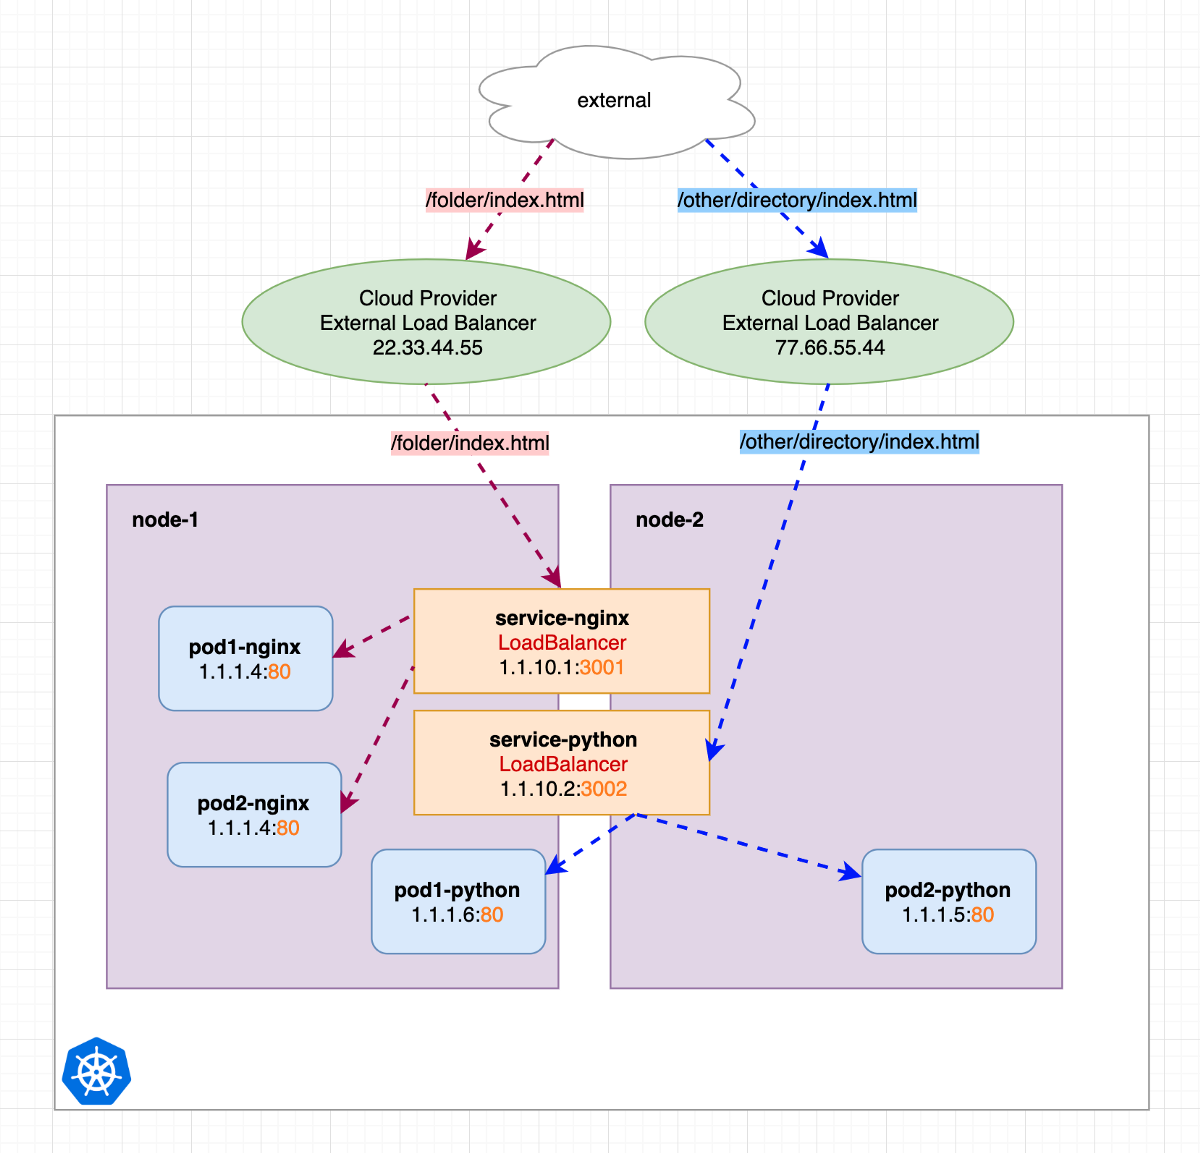 external
/folder/index.html
/other/directory/index.html
Cloud Provider
External Load Balancer
22.33.44.55
Cloud Provider
External Load Balancer
77.66.55.44
/folder/index.html
/other/directory/index.html
node-1
node-2
service-nginx
LoadBalancer
1.1.10.1:3001
pod1-nginx
1.1.1.4:80
service-python
LoadBalancer
1.1.10.2:3002
pod2-nginx
1.1.1.4:80
pod1-python
1.1.1.6:80
pod2-python
1.1.1.5:80